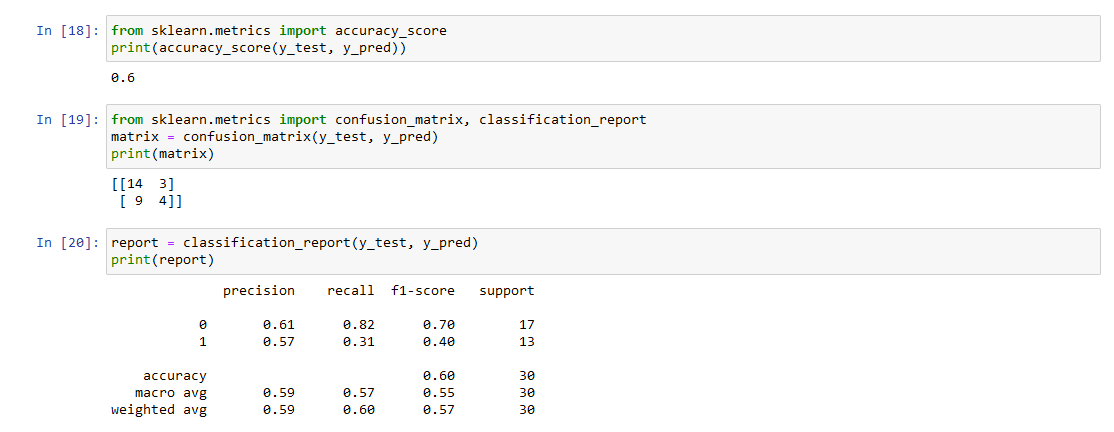 In [18]: from sklearn.metrics import accuracy_score
print(accuracy_score(y_test, y_pred))
0.6
In [19]: from sklearn.metrics import confusion_matrix, classification_report
matrix = confusion_matrix(y_test, y_pred)
print(matrix)
[[14  3]
 [ 9  4]]
In [20]: report = classification_report(y_test, y_pred)
print(report)
              precision    recall  f1-score   support

           0       0.61      0.82      0.70        17
           1       0.57      0.31      0.40        13

    accuracy                           0.60        30
   macro avg       0.59      0.57      0.55        30
weighted avg       0.59      0.60      0.57        30